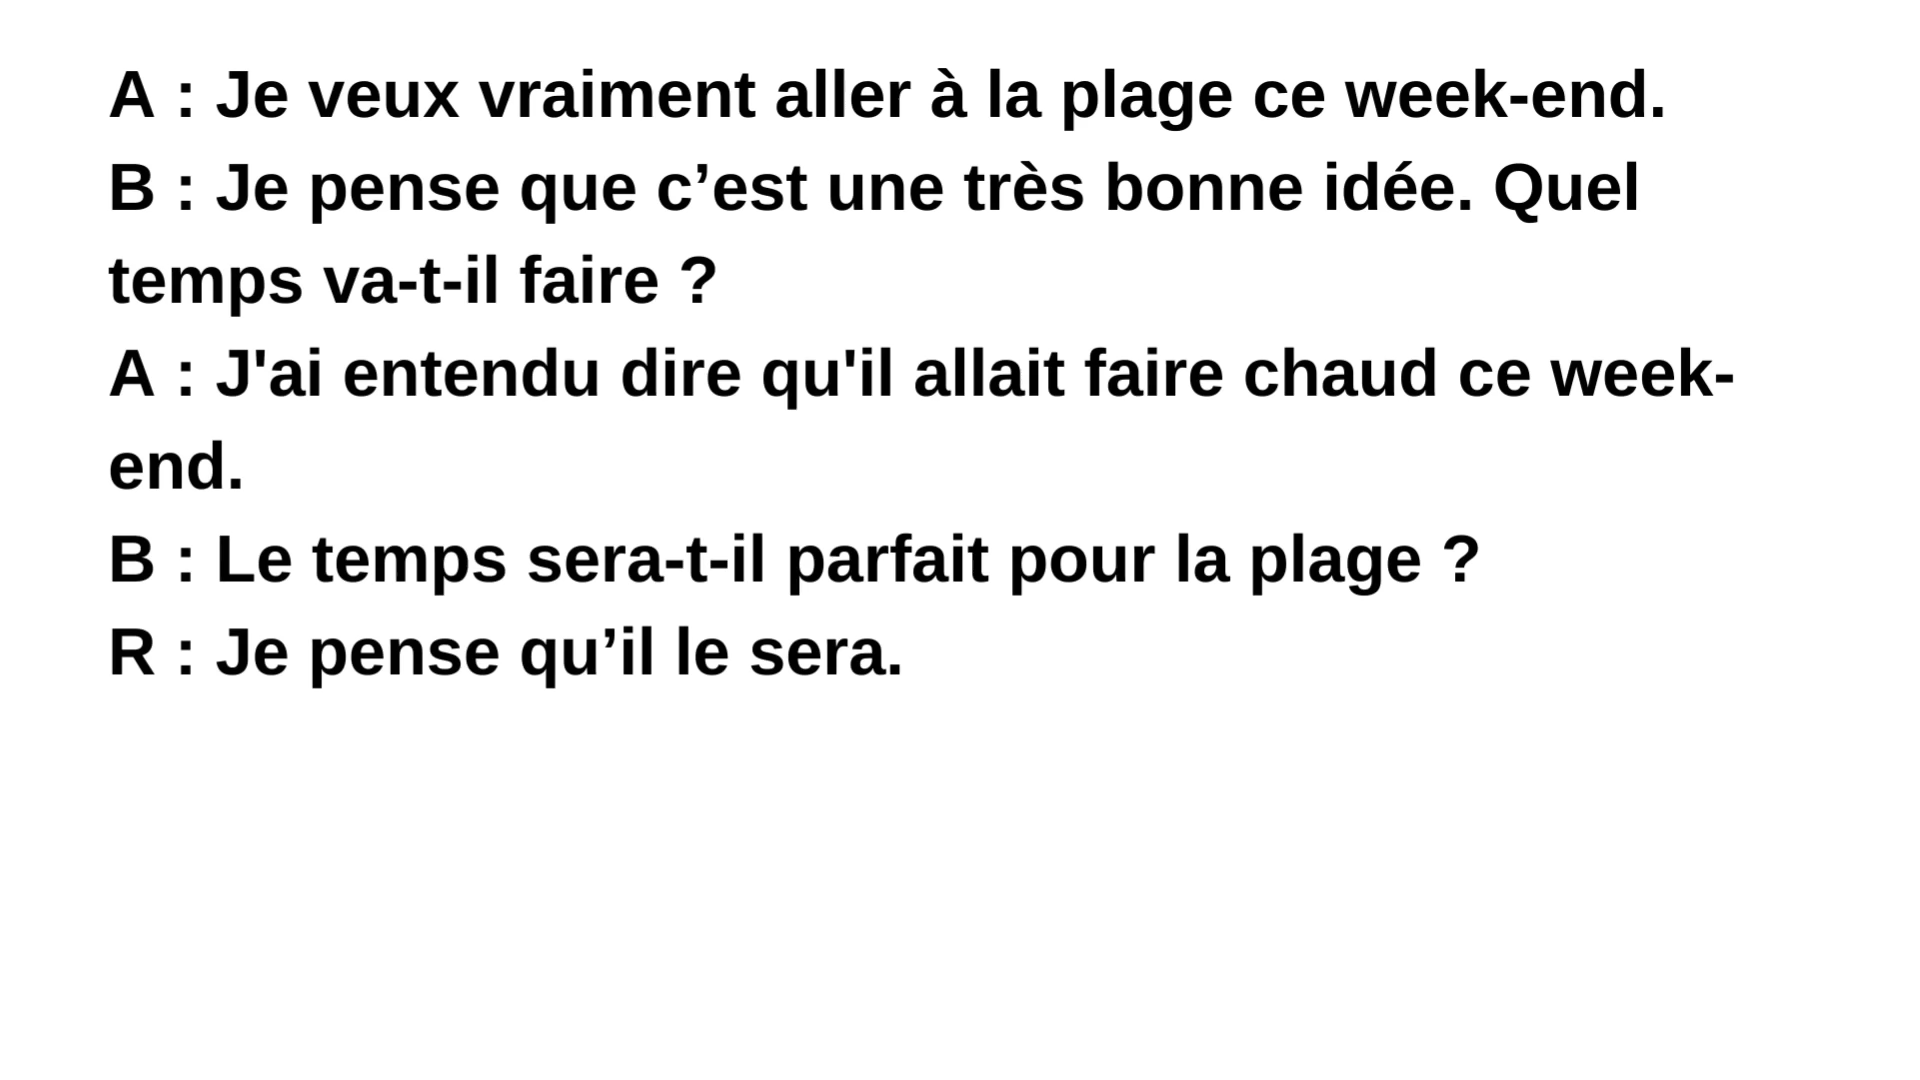 A : Je veux vraiment aller à la plage ce week-end.
B : Je pense que c’est une très bonne idée. Quel
temps va-t-il faire ?
A : J'ai entendu dire qu'il allait faire chaud ce week-
end.
B : Le temps sera-t-il parfait pour la plage ?
R : Je pense qu’il le sera.